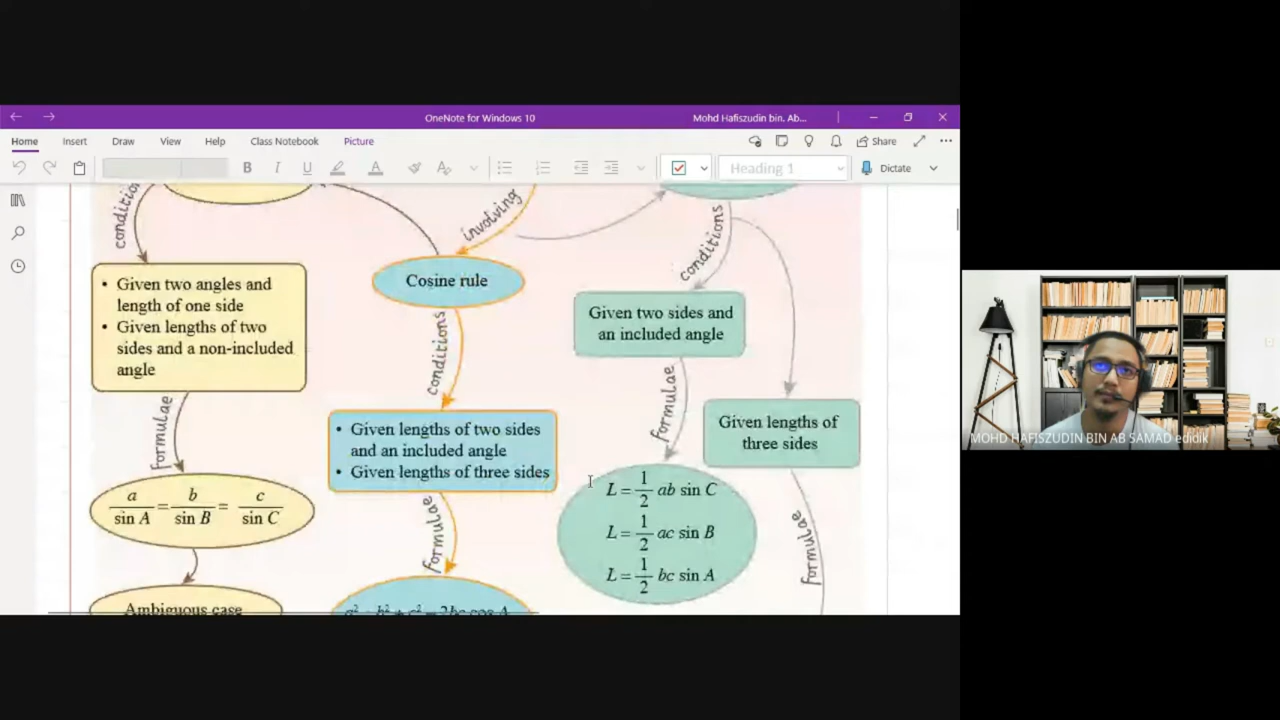 OneNote for Windows 10
Mohd Hafiszudin bin. Ab...
Home Insert Draw View Help Class Notebook Picture
Share
B I U
Heading 1
Dictate
conditions
involving
conditions
Given two angles and
length of one side
Given lengths of two
sides and a non-included
angle
formulae
a/sin A = b/sin B = c/sin C
Ambiguous case
Cosine rule
conditions
Given lengths of two sides
and an included angle
Given lengths of three sides
formulae
a² = b² + c² − 2bc cos A
Given two sides and
an included angle
formulae
L = 1/2 ab sin C
L = 1/2 ac sin B
L = 1/2 bc sin A
Given lengths of
three sides
formulae
MOHD HAFISZUDIN BIN AB SAMAD edidik